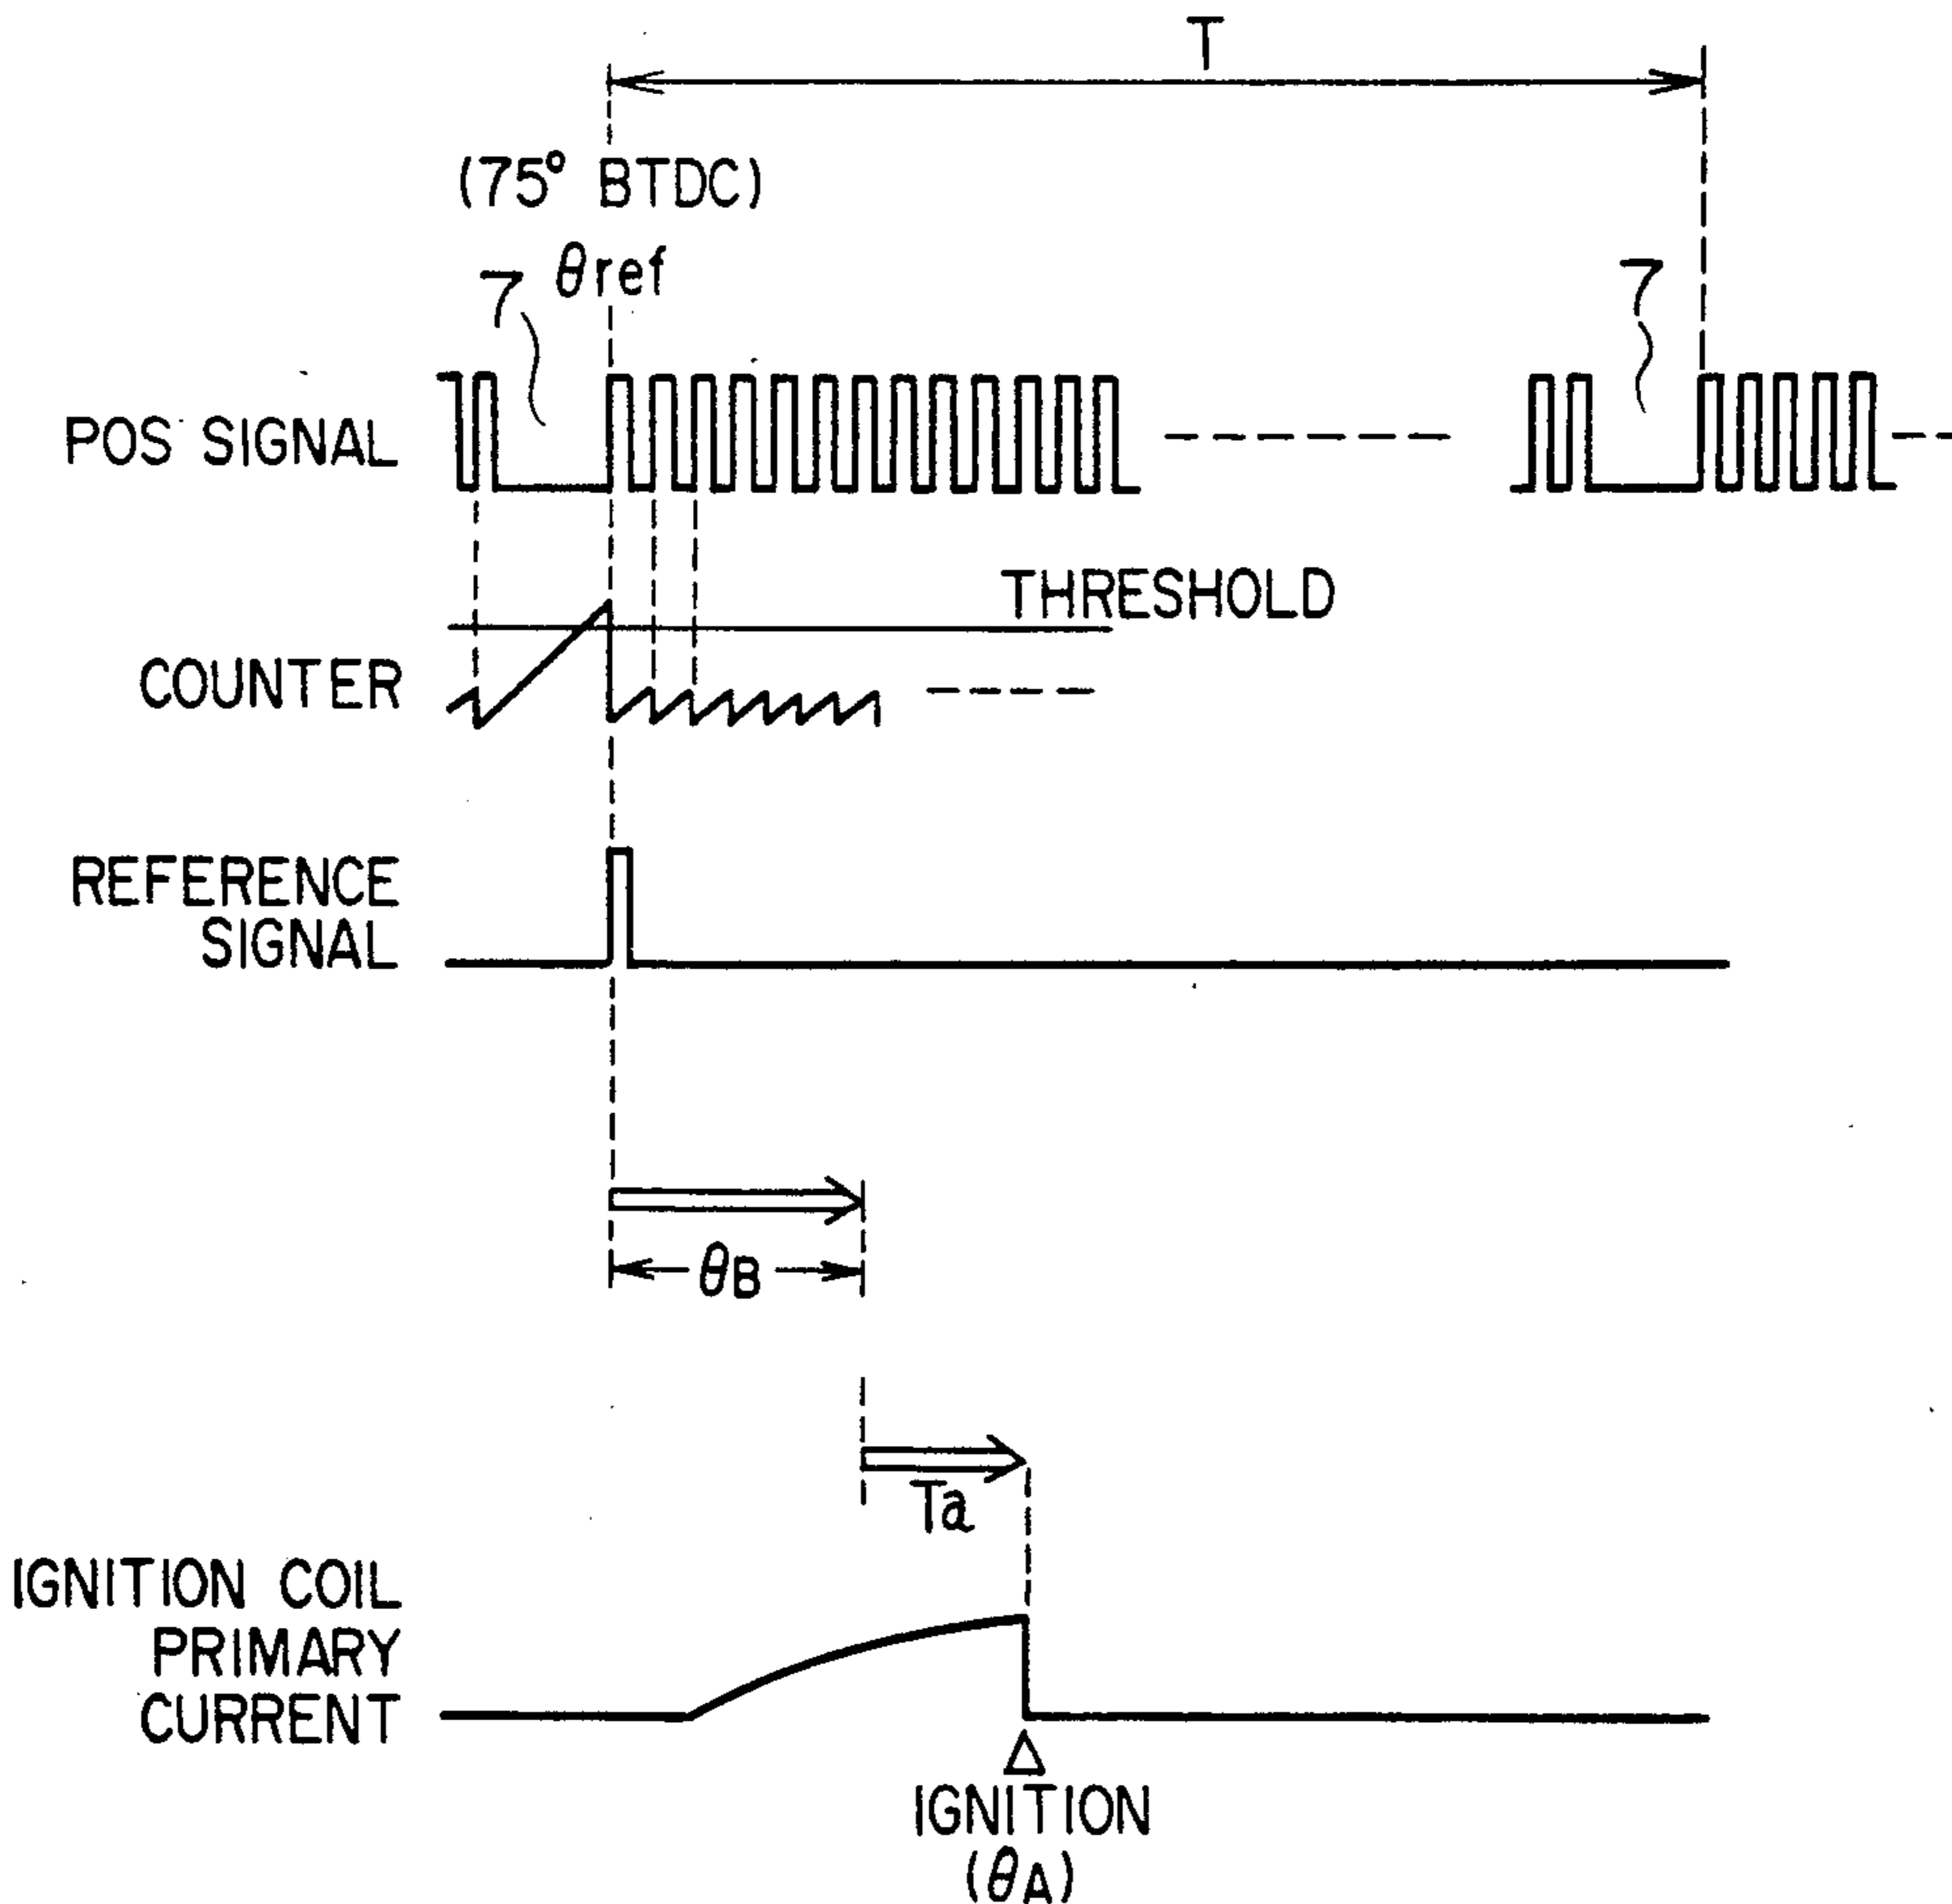 T
(75° BTDC)
θref
7
7
POS SIGNAL
THRESHOLD
COUNTER
REFERENCE
SIGNAL
θB
Ta
IGNITION COIL
PRIMARY
CURRENT
IGNITION
(θA)